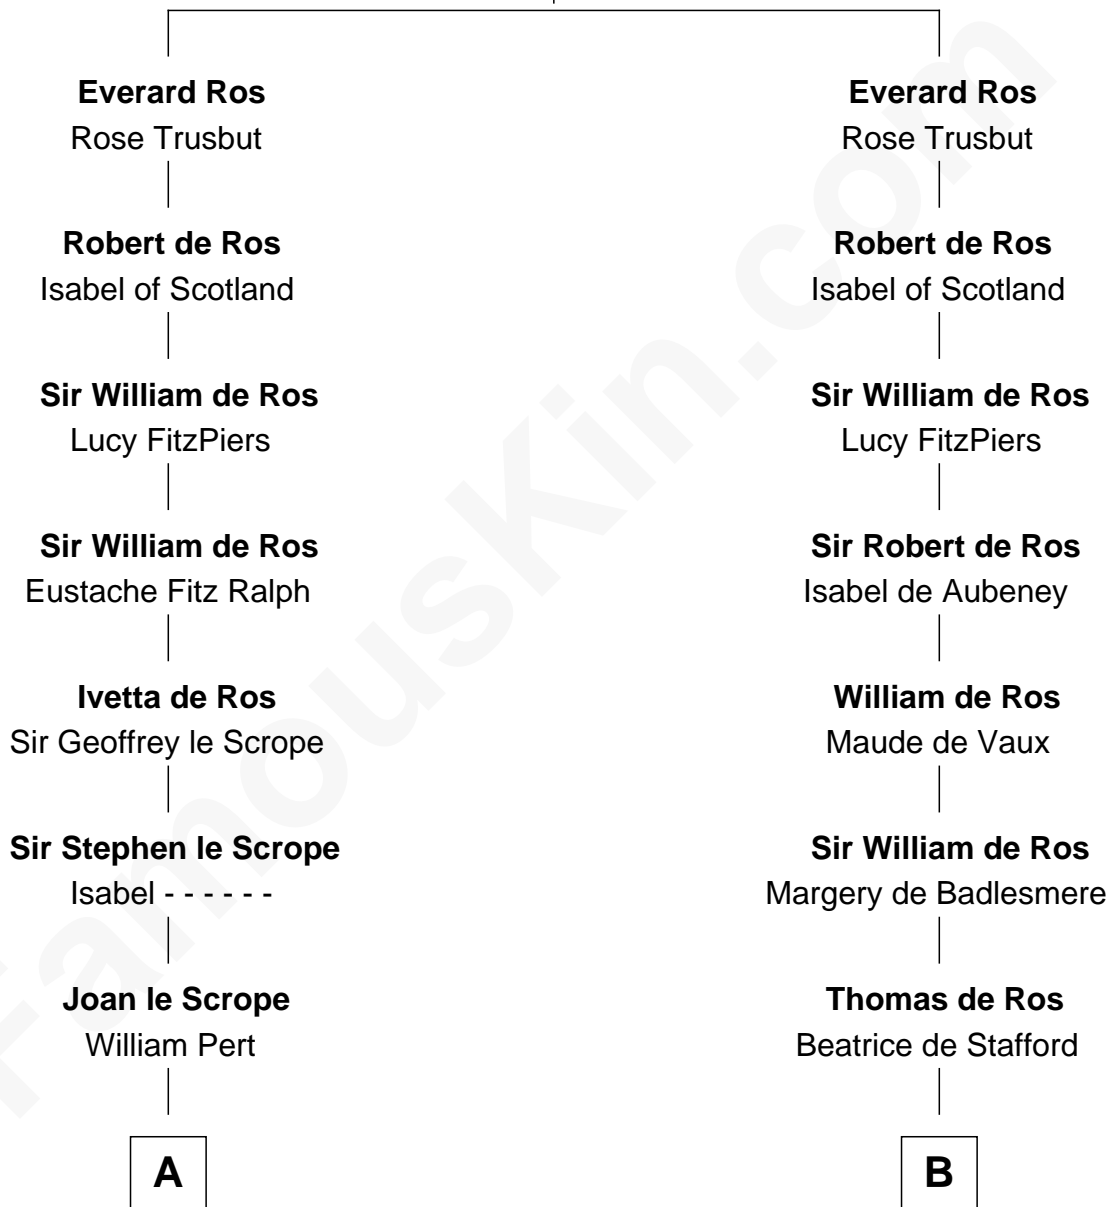 Everard Ros
Rose Trusbut
Robert de Ros
Isabel of Scotland
Sir William de Ros
Lucy FitzPiers
Sir William de Ros
Eustache Fitz Ralph
Ivetta de Ros
Sir Geoffrey le Scrope
Sir Stephen le Scrope
Isabel - - - - - -
Joan le Scrope
William Pert
A
Everard Ros
Rose Trusbut
Robert de Ros
Isabel of Scotland
Sir William de Ros
Lucy FitzPiers
Sir Robert de Ros
Isabel de Aubeney
William de Ros
Maude de Vaux
Sir William de Ros
Margery de Badlesmere
Thomas de Ros
Beatrice de Stafford
B
FamousKin.com